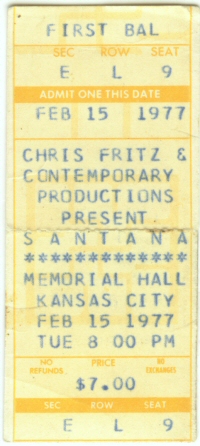 FIRST BAL
SEC ROW SEAT
E L 9
ADMIT ONE THIS DATE
FEB 15 1977
CHRIS FRITZ &
CONTEMPORARY
PRODUCTIONS
PRESENT
SANTANA
******************
MEMORIAL HALL
KANSAS CITY
FEB 15 1977
TUE 8 00 PM
NO REFUNDS PRICE NO EXCHANGES
$7.00
SEC ROW SEAT
E L 9